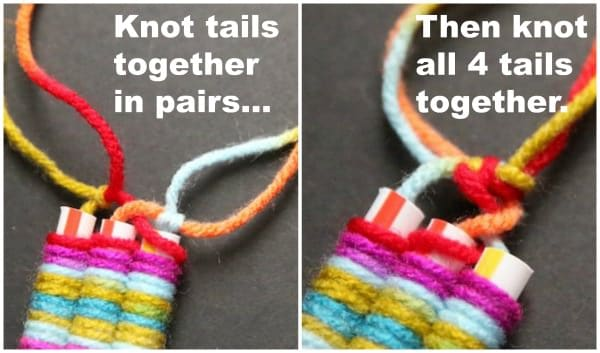 Knot tails
together
in pairs...
Then knot
all 4 tails
together.